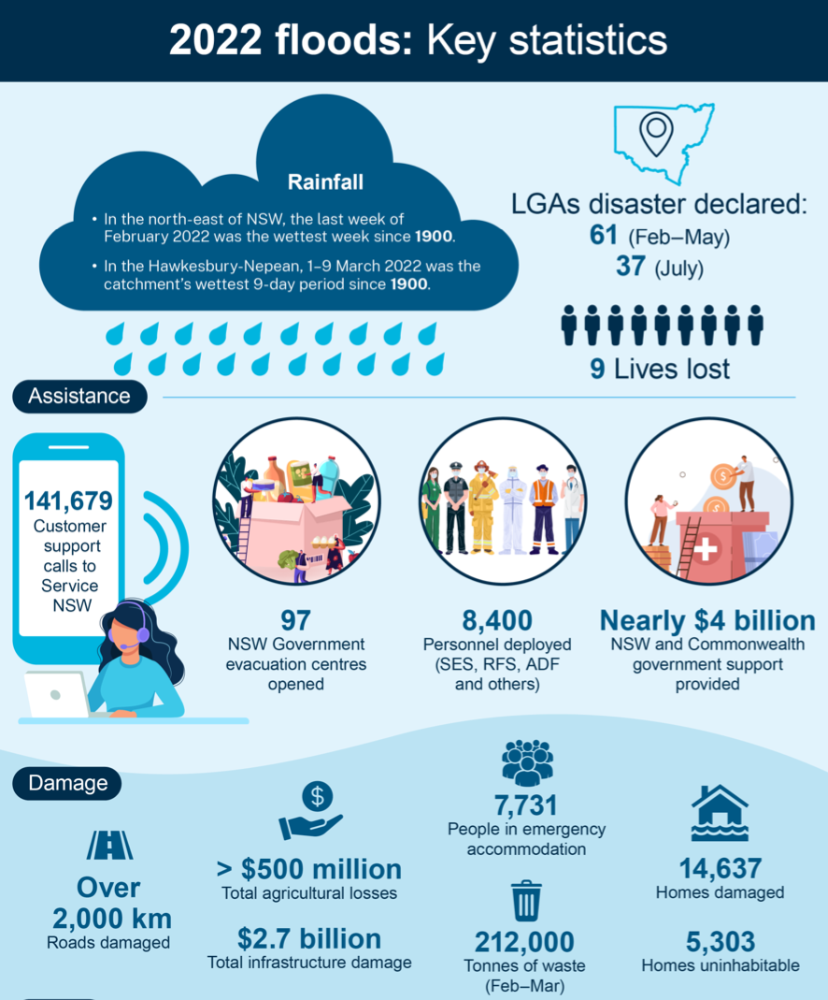 2022 floods: Key statistics
Rainfall
• In the north-east of NSW, the last week of
February 2022 was the wettest week since 1900.
• In the Hawkesbury-Nepean, 1–9 March 2022 was the
catchment's wettest 9-day period since 1900.
LGAs disaster declared:
61 (Feb–May)
37 (July)
9 Lives lost
Assistance
141,679
Customer
support
calls to
Service
NSW
97
NSW Government
evacuation centres
opened
8,400
Personnel deployed
(SES, RFS, ADF
and others)
Nearly $4 billion
NSW and Commonwealth
government support
provided
Damage
Over
2,000 km
Roads damaged
$
> $500 million
Total agricultural losses
$2.7 billion
Total infrastructure damage
7,731
People in emergency
accommodation
212,000
Tonnes of waste
(Feb–Mar)
14,637
Homes damaged
5,303
Homes uninhabitable